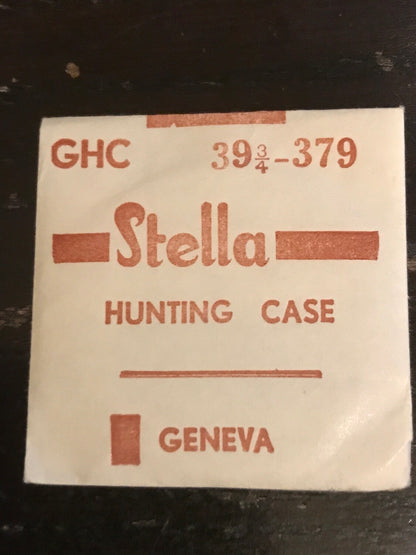 GHC 39¾-379
Stella
HUNTING CASE
GENEVA